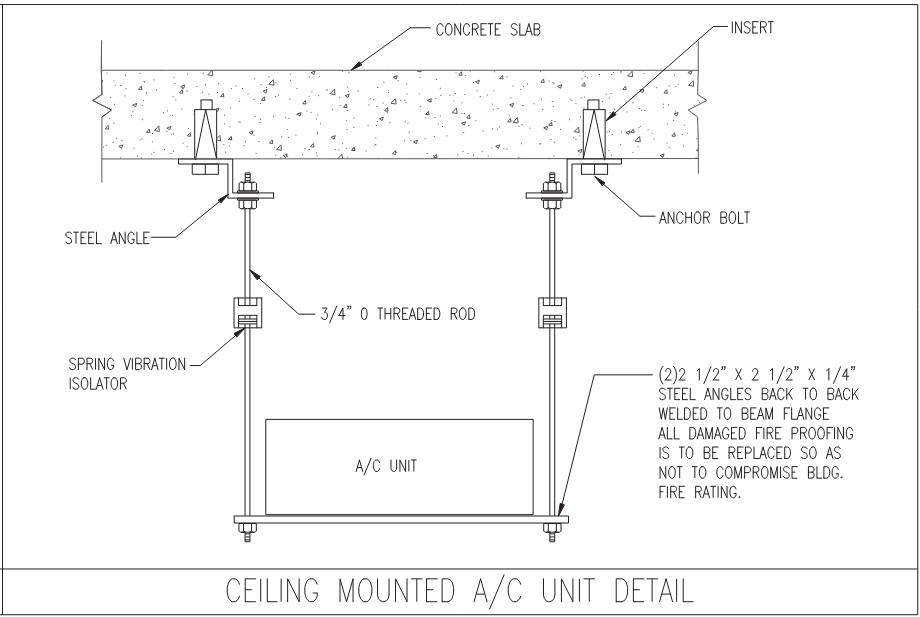 CONCRETE SLAB
INSERT
ANCHOR BOLT
STEEL ANGLE
3/4" O THREADED ROD
SPRING VIBRATION
ISOLATOR
(2)2 1/2" X 2 1/2" X 1/4"
STEEL ANGLES BACK TO BACK
WELDED TO BEAM FLANGE
ALL DAMAGED FIRE PROOFING
IS TO BE REPLACED SO AS
NOT TO COMPROMISE BLDG.
FIRE RATING.
A/C UNIT
CEILING MOUNTED A/C UNIT DETAIL